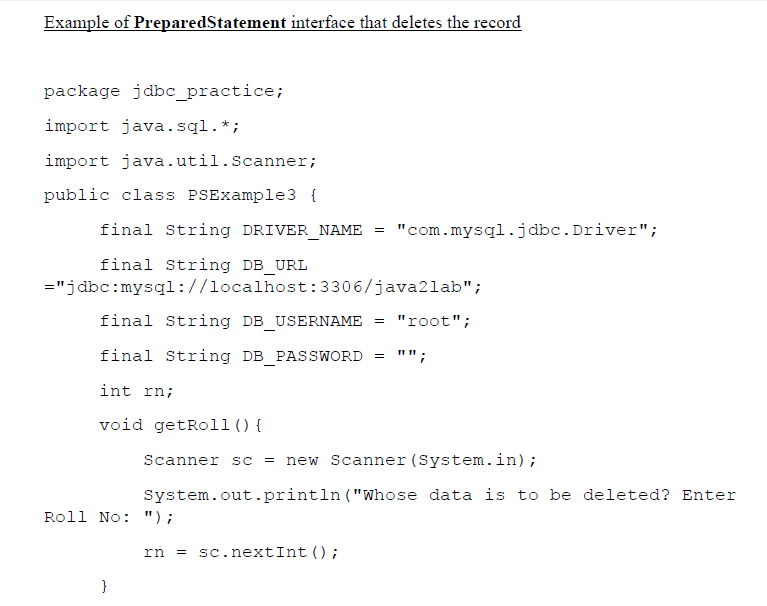 Example of PreparedStatement interface that deletes the record
package jdbc_practice;
import java.sql.*;
import java.util.Scanner;
public class PSExample3 {
final String DRIVER_NAME = "com.mysql.jdbc.Driver";
final String DB_URL
="jdbc:mysql://localhost:3306/java2lab";
final String DB_USERNAME = "root";
final String DB_PASSWORD = "";
int rn;
void getRoll(){
Scanner sc = new Scanner(System.in);
System.out.println("Whose data is to be deleted? Enter
Roll No: ");
rn = sc.nextInt();
}